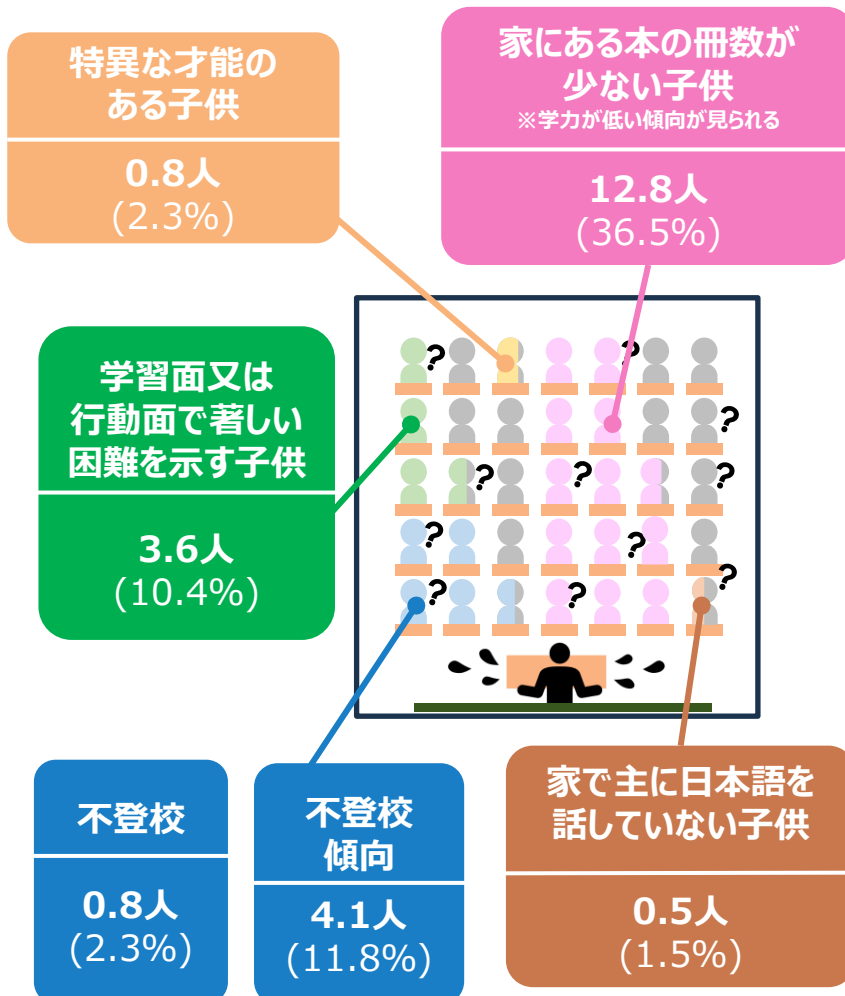 特異な才能の
ある子供
0.8人
(2.3%)
家にある本の冊数が
少ない子供
※学力が低い傾向が見られる
12.8人
(36.5%)
学習面又は
行動面で著しい
困難を示す子供
3.6人
(10.4%)
?
?
?
?
?
?
?
?
?
?
?
不登校
0.8人
(2.3%)
不登校
傾向
4.1人
(11.8%)
家で主に日本語を
話していない子供
0.5人
(1.5%)